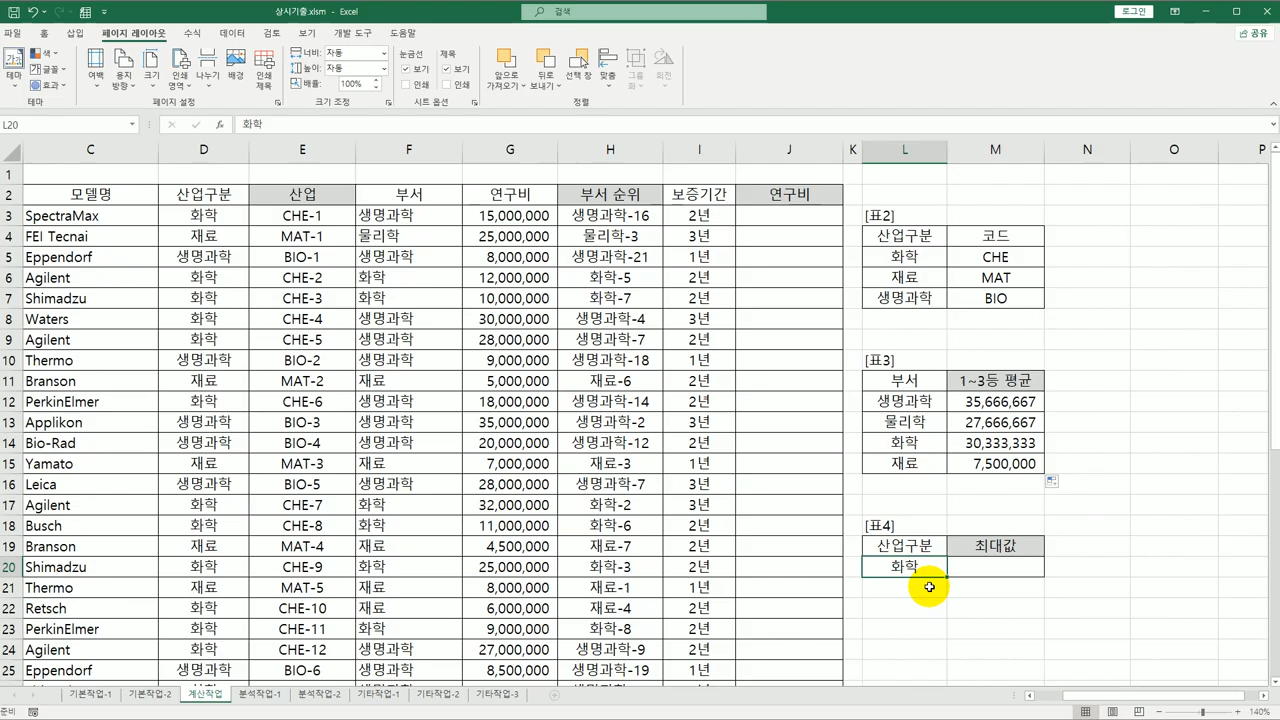 상시기출.xlsm - Excel
검색
로그인
파일 홈 삽입 페이지 레이아웃 수식 데이터 검토 보기 개발 도구 도움말
공유
테마 색 글꼴 효과
여백 용지 방향 크기 인쇄 영역 나누기 배경 인쇄 제목
너비: 자동
높이: 자동
배율: 100%
눈금선 제목
보기 보기
인쇄 인쇄
앞으로 가져오기 뒤로 보내기 선택 창 맞춤 그룹화 회전
테마 페이지 설정 크기 조정 시트 옵션 정렬
L20 fx 화학
C D E F G H I J K L M N O P
1
2 모델명 산업구분 산업 부서 연구비 부서 순위 보증기간 연구비
3 SpectraMax 화학 CHE-1 생명과학 15,000,000 생명과학-16 2년 [표2]
4 FEI Tecnai 재료 MAT-1 물리학 25,000,000 물리학-3 3년 산업구분 코드
5 Eppendorf 생명과학 BIO-1 생명과학 8,000,000 생명과학-21 1년 화학 CHE
6 Agilent 화학 CHE-2 화학 12,000,000 화학-5 2년 재료 MAT
7 Shimadzu 화학 CHE-3 화학 10,000,000 화학-7 2년 생명과학 BIO
8 Waters 화학 CHE-4 생명과학 30,000,000 생명과학-4 3년
9 Agilent 화학 CHE-5 생명과학 28,000,000 생명과학-7 2년
10 Thermo 생명과학 BIO-2 생명과학 9,000,000 생명과학-18 1년 [표3]
11 Branson 재료 MAT-2 재료 5,000,000 재료-6 2년 부서 1~3등 평균
12 PerkinElmer 화학 CHE-6 생명과학 18,000,000 생명과학-14 2년 생명과학 35,666,667
13 Applikon 생명과학 BIO-3 생명과학 35,000,000 생명과학-2 3년 물리학 27,666,667
14 Bio-Rad 생명과학 BIO-4 생명과학 20,000,000 생명과학-12 2년 화학 30,333,333
15 Yamato 재료 MAT-3 재료 7,000,000 재료-3 1년 재료 7,500,000
16 Leica 생명과학 BIO-5 생명과학 28,000,000 생명과학-7 3년
17 Agilent 화학 CHE-7 화학 32,000,000 화학-2 3년
18 Busch 화학 CHE-8 화학 11,000,000 화학-6 2년 [표4]
19 Branson 재료 MAT-4 재료 4,500,000 재료-7 2년 산업구분 최대값
20 Shimadzu 화학 CHE-9 화학 25,000,000 화학-3 2년 화학
21 Thermo 재료 MAT-5 재료 8,000,000 재료-1 1년
22 Retsch 화학 CHE-10 재료 6,000,000 재료-4 2년
23 PerkinElmer 화학 CHE-11 화학 9,000,000 화학-8 2년
24 Agilent 화학 CHE-12 생명과학 27,000,000 생명과학-9 2년
25 Eppendorf 생명과학 BIO-6 생명과학 8,500,000 생명과학-19 1년
기본작업-1 기본작업-2 계산작업 분석작업-1 분석작업-2 기타작업-1 기타작업-2 기타작업-3
준비 140%